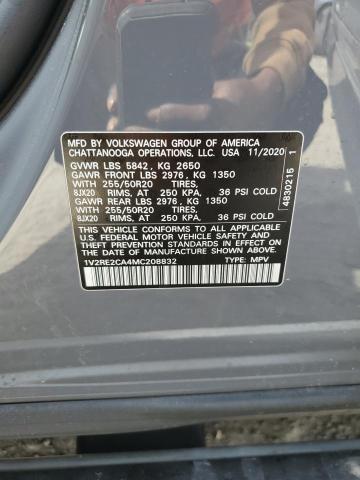 MFD BY VOLKSWAGEN GROUP OF AMERICA
CHATTANOOGA OPERATIONS, LLC. USA 11/2020
GVWR LBS 5842, KG 2650
GAWR FRONT LBS 2976, KG 1350
WITH 255/50R20 TIRES,
8JX20 RIMS, AT 250 KPA, 36 PSI COLD
GAWR REAR LBS 2976, KG 1350
WITH 255/50R20 TIRES,
8JX20 RIMS, AT 250 KPA, 36 PSI COLD
THIS VEHICLE CONFORMS TO ALL APPLICABLE
U.S. FEDERAL MOTOR VEHICLE SAFETY, BUMPER,
AND THEFT PREVENTION STANDARDS IN EFFECT ON
THE DATE OF MANUFACTURE SHOWN ABOVE.
1V2RE2CA4MC208832 TYPE: MPV
4830215 1